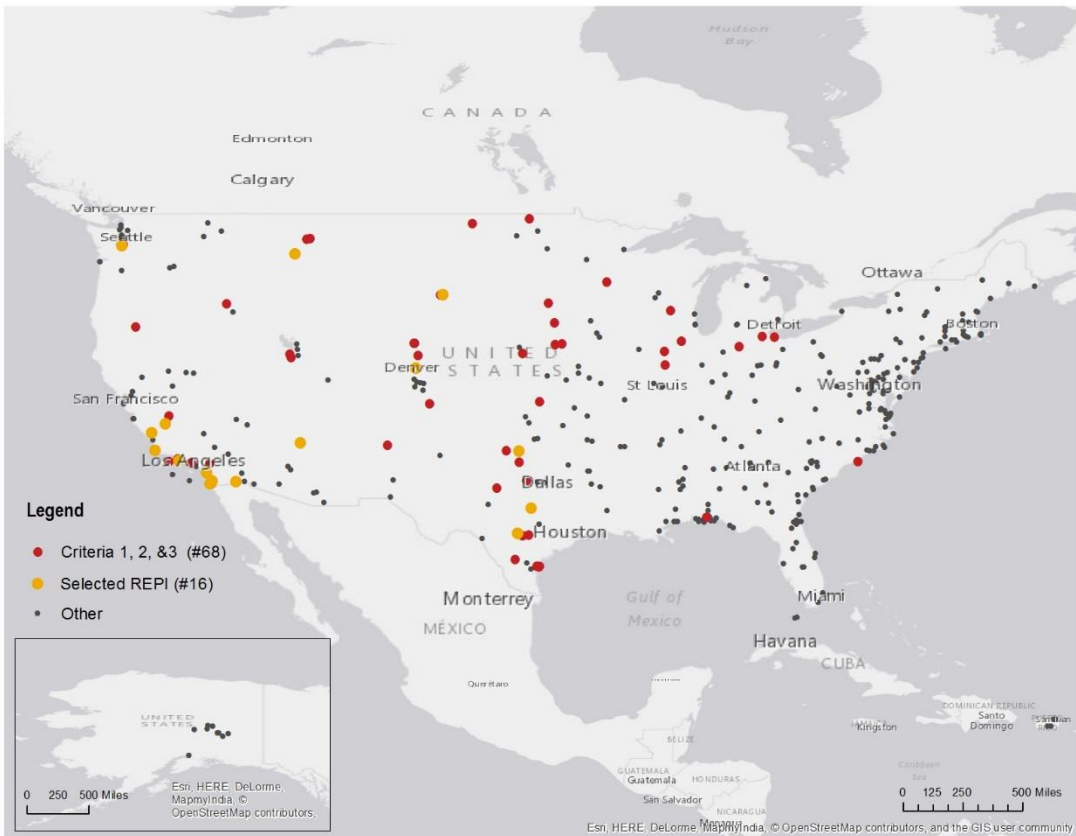 Hudson
Bay
CANADA
Edmonton
Calgary
Vancouver
Seattle
Ottawa
Boston
Detroit
UNITED
STATES
Denver
St Louis
Washington
San Francisco
Los Angeles
Atlanta
Dallas
Houston
Legend
Criteria 1, 2, &3 (#68)
Selected REPI (#16)
Other
Monterrey
MÉXICO
Gulf of
Mexico
Miami
Havana
CUBA
Querétaro
DOMINICAN REPUBLIC
Santo
Domingo
Kingston
BELIZE
GUATEMALA
Guatemala
HONDURAS
San Salvador
NICARAGUA
Managua
Caribbean
Sea
UNITED
STATES
0 250 500 Miles
Esri, HERE, DeLorme,
MapmyIndia, ©
OpenStreetMap contributors,
0 125 250 500 Miles
Esri, HERE, DeLorme, MapmyIndia, © OpenStreetMap contributors, and the GIS user community